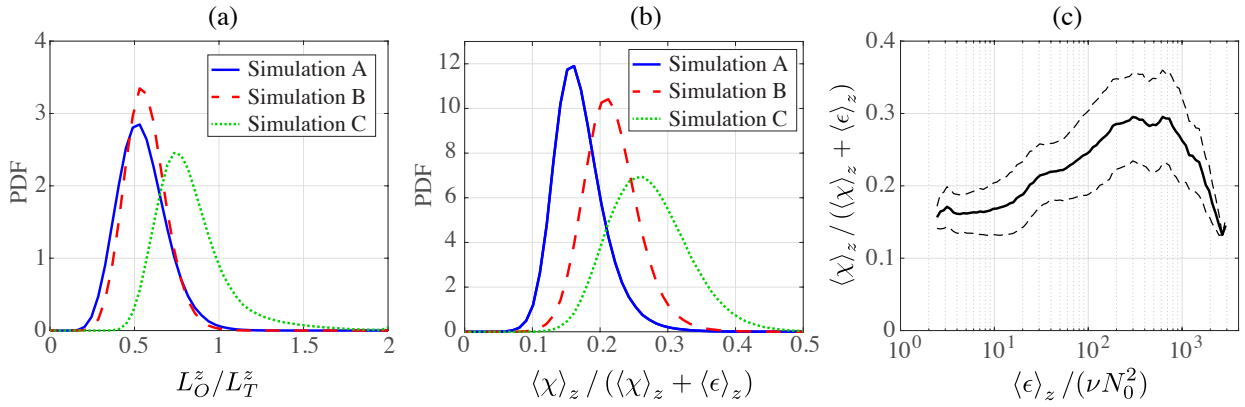 (a)
4
3
2
1
0
PDF
0
0.5
1
1.5
2
L_O^z/L_T^z
Simulation A
Simulation B
Simulation C
(b)
12
10
8
6
4
2
0
PDF
0
0.1
0.2
0.3
0.4
0.5
⟨χ⟩_z / (⟨χ⟩_z + ⟨ϵ⟩_z)
Simulation A
Simulation B
Simulation C
(c)
0.4
0.3
0.2
0.1
0
⟨χ⟩_z / (⟨χ⟩_z + ⟨ϵ⟩_z)
10^0
10^1
10^2
10^3
⟨ϵ⟩_z/(νN_0^2)